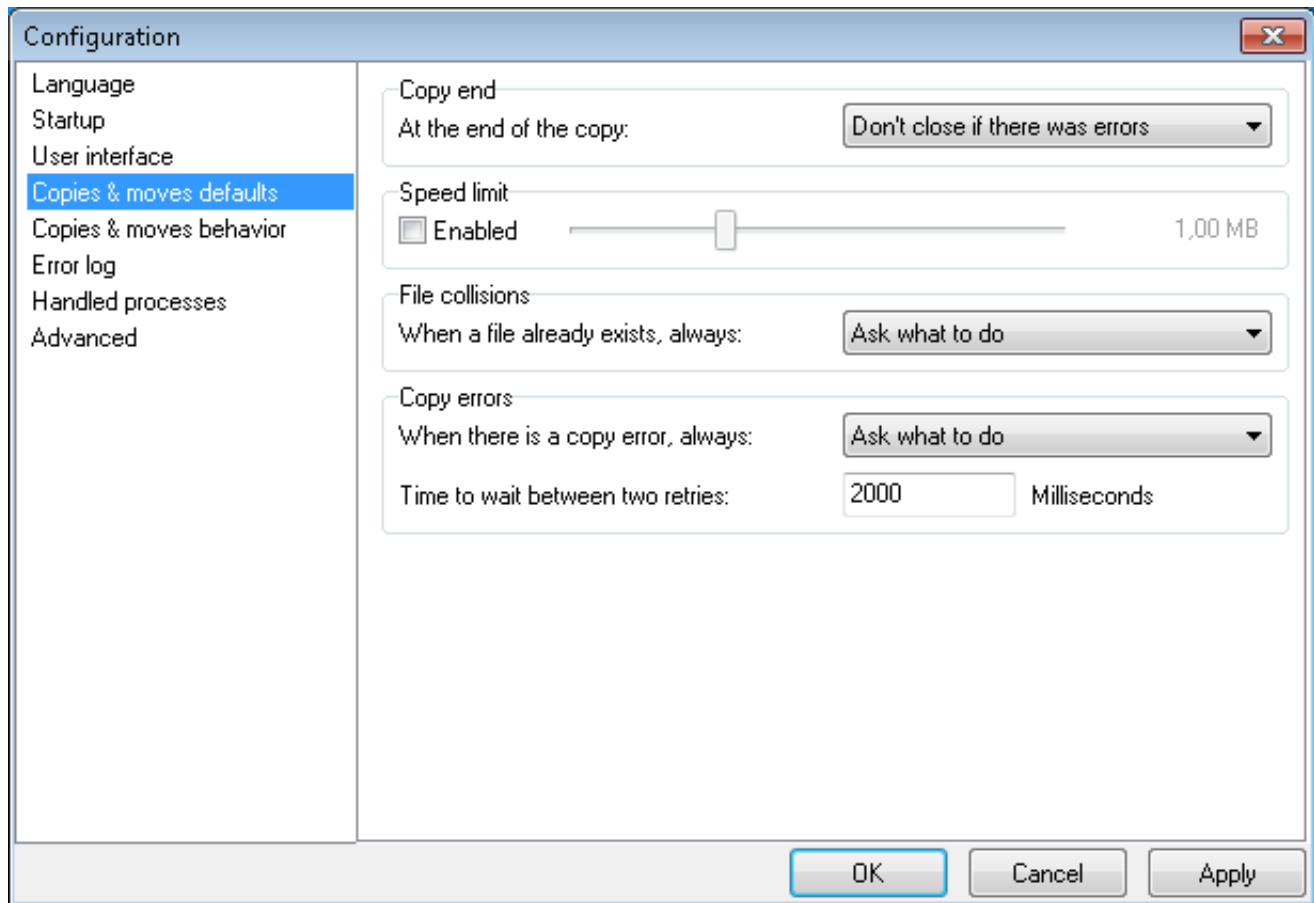 Configuration
Language
Startup
User interface
Copies & moves defaults
Copies & moves behavior
Error log
Handled processes
Advanced
Copy end
At the end of the copy: Don't close if there was errors
Speed limit
Enabled 1,00 MB
File collisions
When a file already exists, always: Ask what to do
Copy errors
When there is a copy error, always: Ask what to do
Time to wait between two retries: 2000 Milliseconds
OK Cancel Apply